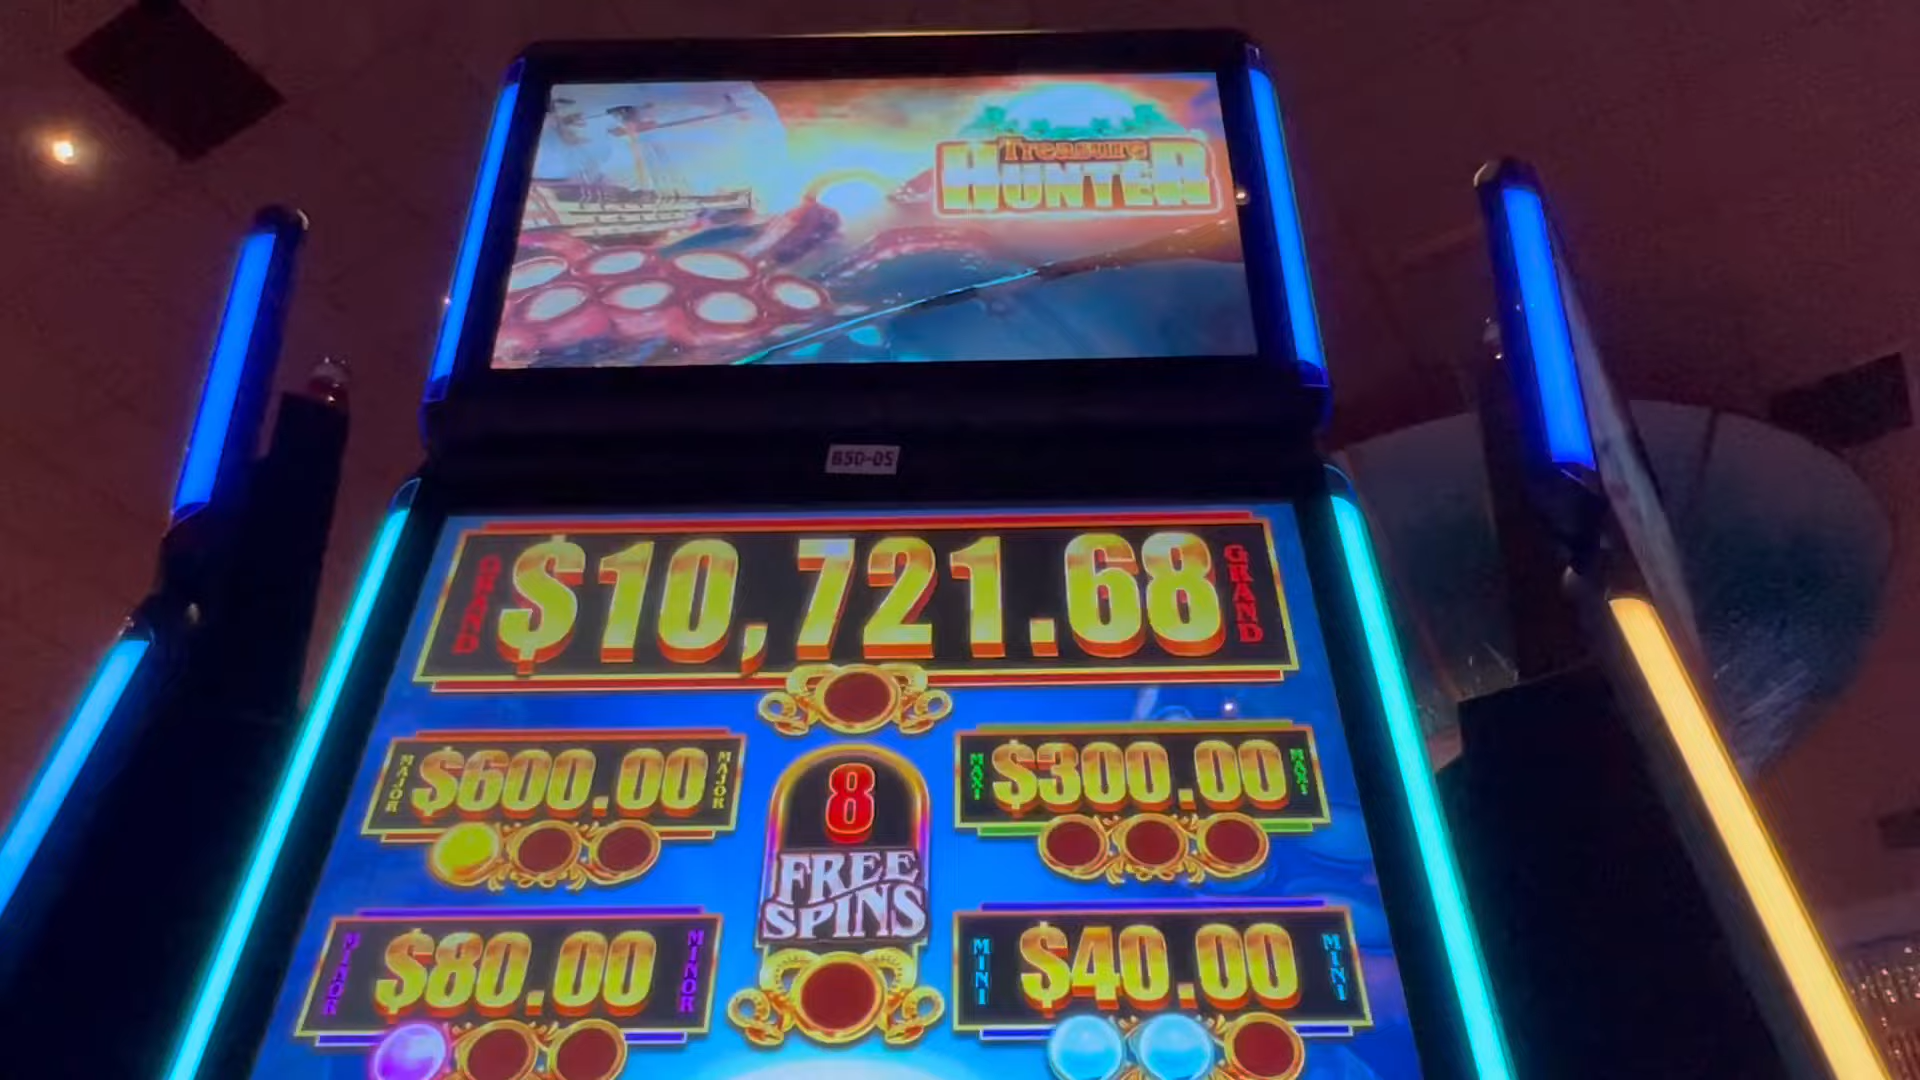 Treasure
HUNTER
B5D-05
GRAND $10,721.68 GRAND
MAJOR $600.00 MAJOR
MAXI $300.00 MAXI
8
FREE
SPINS
MINOR $80.00 MINOR
MINI $40.00 MINI